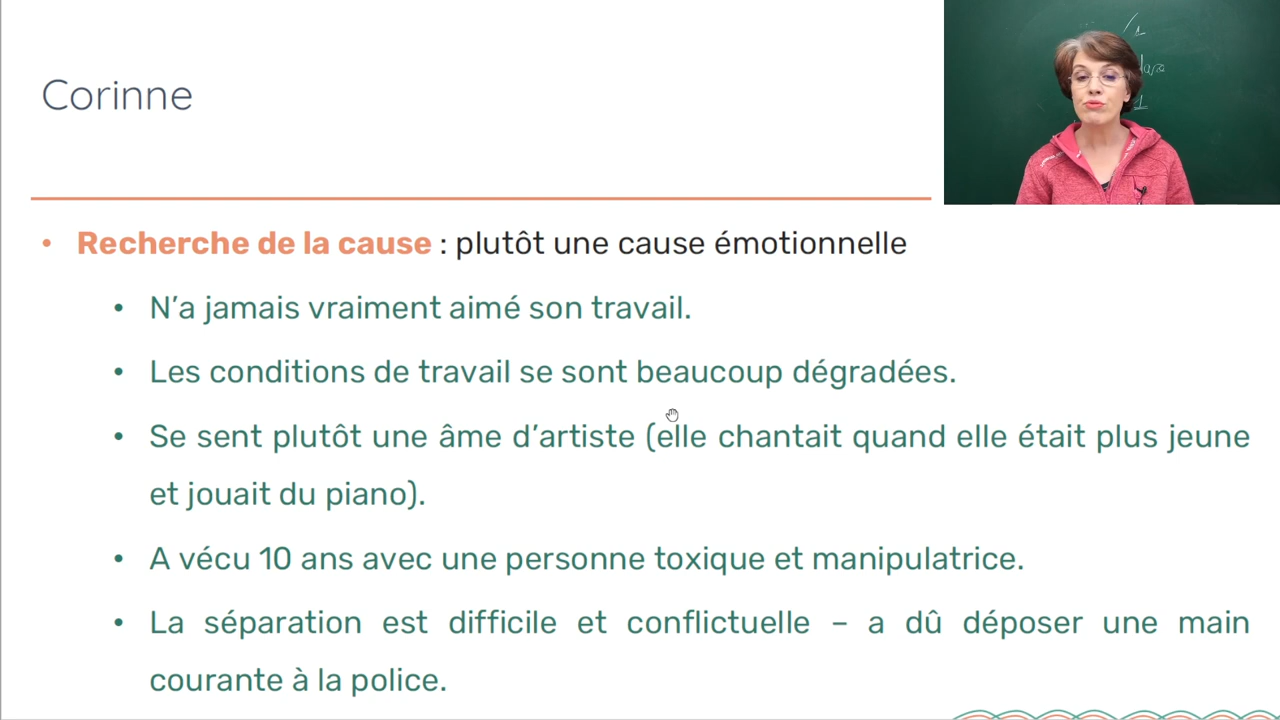 Corinne
• Recherche de la cause : plutôt une cause émotionnelle
• N'a jamais vraiment aimé son travail.
• Les conditions de travail se sont beaucoup dégradées.
• Se sent plutôt une âme d'artiste (elle chantait quand elle était plus jeune
et jouait du piano).
• A vécu 10 ans avec une personne toxique et manipulatrice.
• La séparation est difficile et conflictuelle – a dû déposer une main
courante à la police.